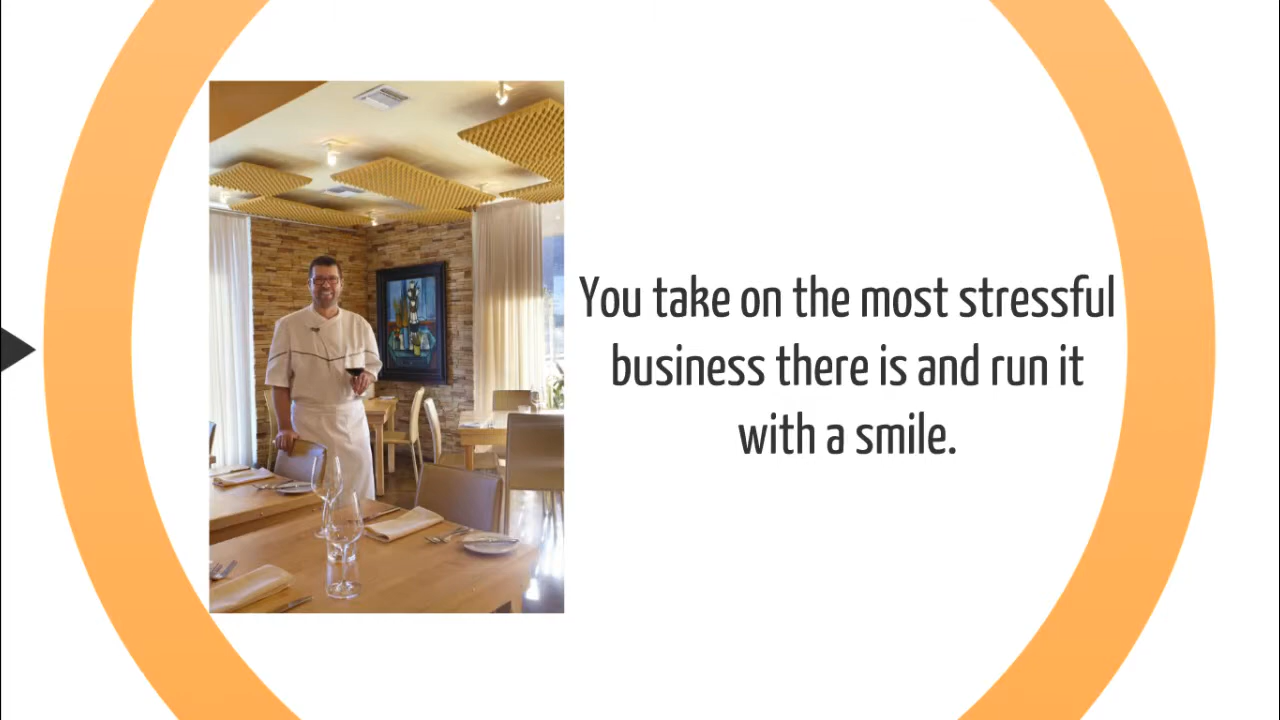 You take on the most stressful
business there is and run it
with a smile.